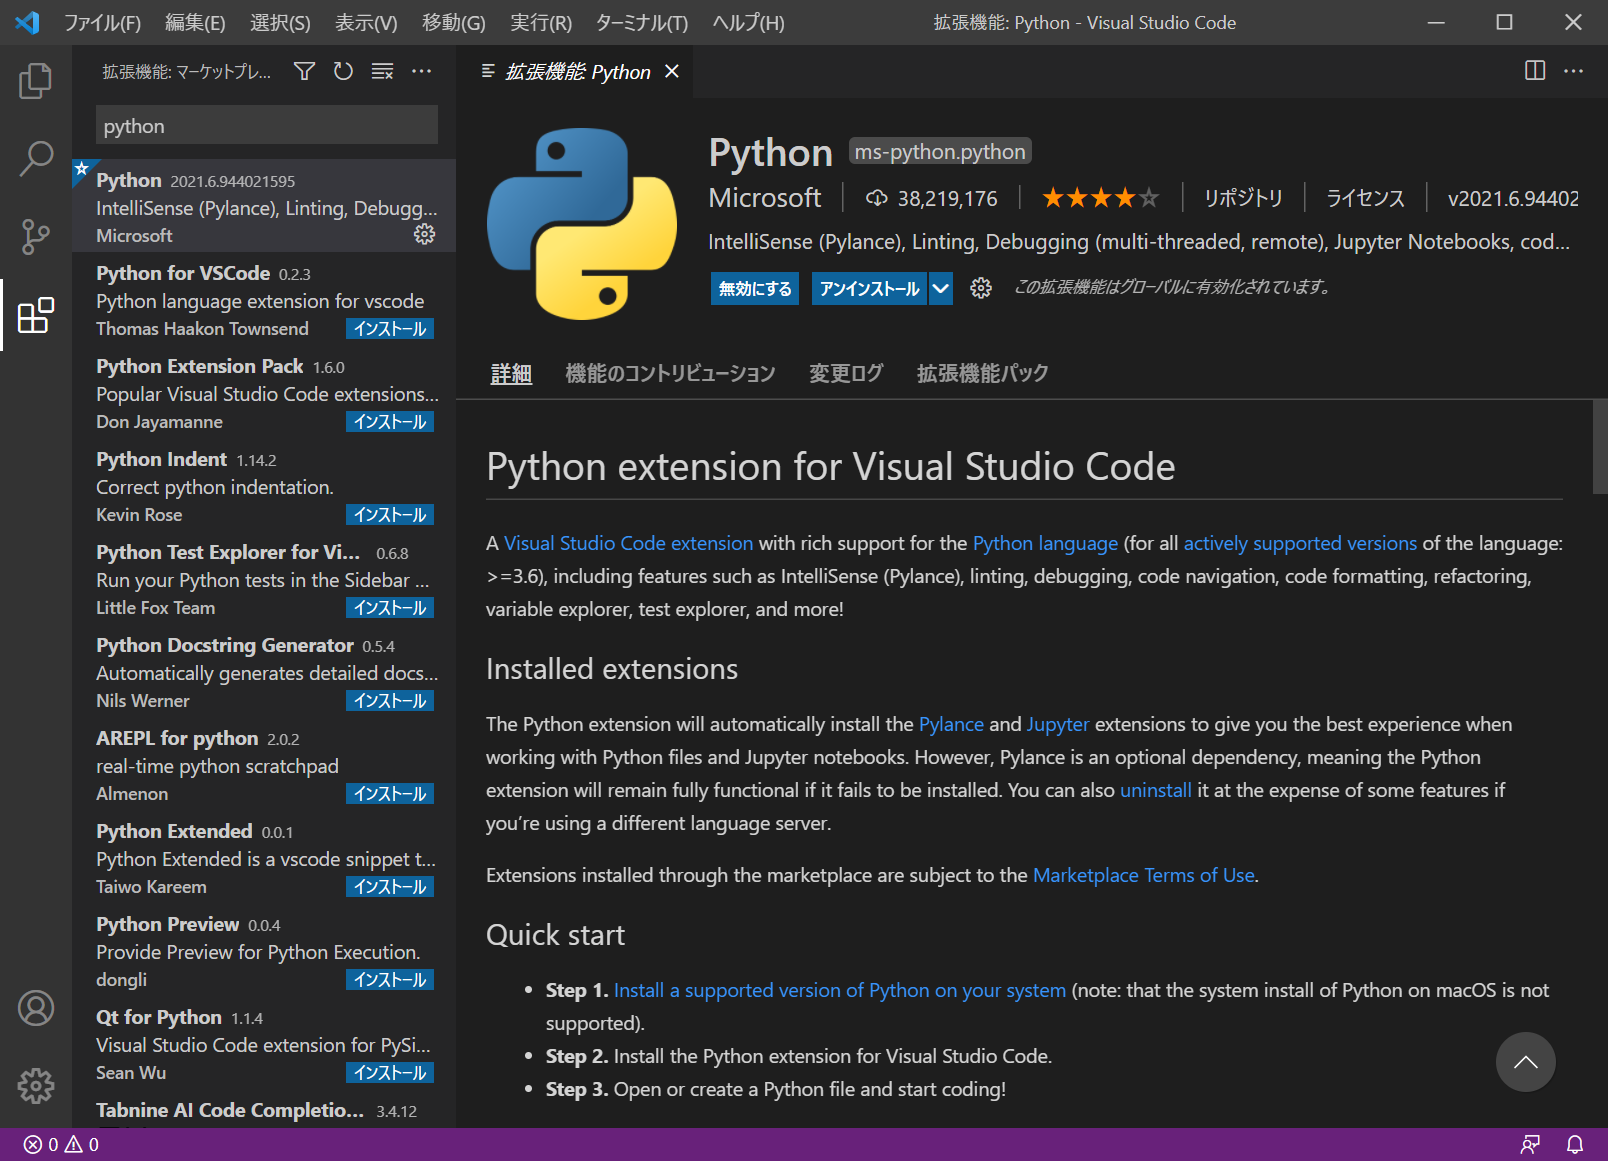 ファイル(F) 編集(E) 選択(S) 表示(V) 移動(G) 実行(R) ターミナル(T) ヘルプ(H) 拡張機能: Python - Visual Studio Code
拡張機能: マーケットプレ...
python
Python 2021.6.944021595
IntelliSense (Pylance), Linting, Debugg...
Microsoft
Python for VSCode 0.2.3
Python language extension for vscode
Thomas Haakon Townsend インストール
Python Extension Pack 1.6.0
Popular Visual Studio Code extensions...
Don Jayamanne インストール
Python Indent 1.14.2
Correct python indentation.
Kevin Rose インストール
Python Test Explorer for Vi... 0.6.8
Run your Python tests in the Sidebar ...
Little Fox Team インストール
Python Docstring Generator 0.5.4
Automatically generates detailed docs...
Nils Werner インストール
AREPL for python 2.0.2
real-time python scratchpad
Almenon インストール
Python Extended 0.0.1
Python Extended is a vscode snippet t...
Taiwo Kareem インストール
Python Preview 0.0.4
Provide Preview for Python Execution.
dongli インストール
Qt for Python 1.1.4
Visual Studio Code extension for PySi...
Sean Wu インストール
Tabnine AI Code Completio... 3.4.12
拡張機能: Python
Python ms-python.python
Microsoft 38,219,176 リポジトリ ライセンス v2021.6.94402
IntelliSense (Pylance), Linting, Debugging (multi-threaded, remote), Jupyter Notebooks, cod...
無効にする アンインストール この拡張機能はグローバルに有効化されています。
詳細 機能のコントリビューション 変更ログ 拡張機能パック
Python extension for Visual Studio Code
A Visual Studio Code extension with rich support for the Python language (for all actively supported versions of the language:
>=3.6), including features such as IntelliSense (Pylance), linting, debugging, code navigation, code formatting, refactoring,
variable explorer, test explorer, and more!
Installed extensions
The Python extension will automatically install the Pylance and Jupyter extensions to give you the best experience when
working with Python files and Jupyter notebooks. However, Pylance is an optional dependency, meaning the Python
extension will remain fully functional if it fails to be installed. You can also uninstall it at the expense of some features if
you’re using a different language server.
Extensions installed through the marketplace are subject to the Marketplace Terms of Use.
Quick start
• Step 1. Install a supported version of Python on your system (note: that the system install of Python on macOS is not
supported).
• Step 2. Install the Python extension for Visual Studio Code.
• Step 3. Open or create a Python file and start coding!
0 0